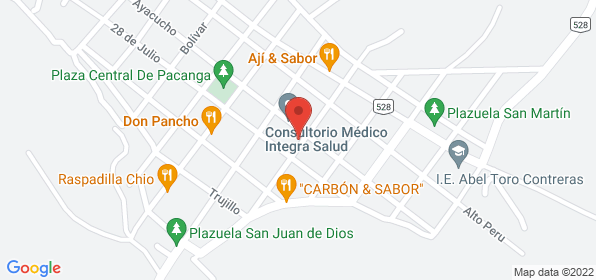 Ayacucho
Bolívar
28 de Julio
528
Ají & Sabor
Plaza Central De Pacanga
528
Plazuela San Martín
Don Pancho
Consultorio Médico
Integra Salud
I.E. Abel Toro Contreras
Raspadilla Chio
"CARBÓN & SABOR"
Trujillo
Alto Peru
Plazuela San Juan de Dios
Google
Map data ©2022